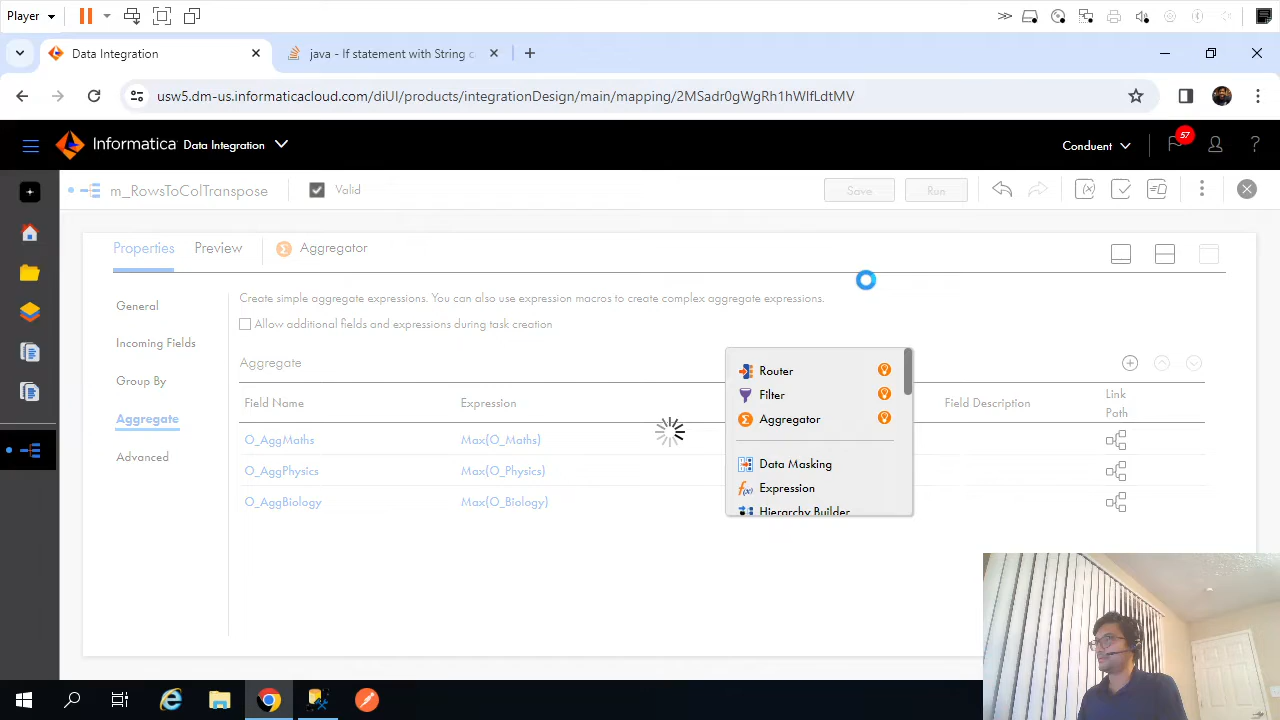 Player
Data Integration
java - If statement with String c
usw5.dm-us.informaticacloud.com/diUI/products/integrationDesign/main/mapping/2MSadr0gWgRh1hWlfLdtMV
Informatica Data Integration
Conduent
57
m_RowsToColTranspose
Valid
Save
Run
Properties
Preview
Aggregator
General
Incoming Fields
Group By
Aggregate
Advanced
Create simple aggregate expressions. You can also use expression macros to create complex aggregate expressions.
Allow additional fields and expressions during task creation
Aggregate
Field Name Expression Field Description Link Path
O_AggMaths Max(O_Maths)
O_AggPhysics Max(O_Physics)
O_AggBiology Max(O_Biology)
Router
Filter
Aggregator
Data Masking
Expression
Hierarchy Builder